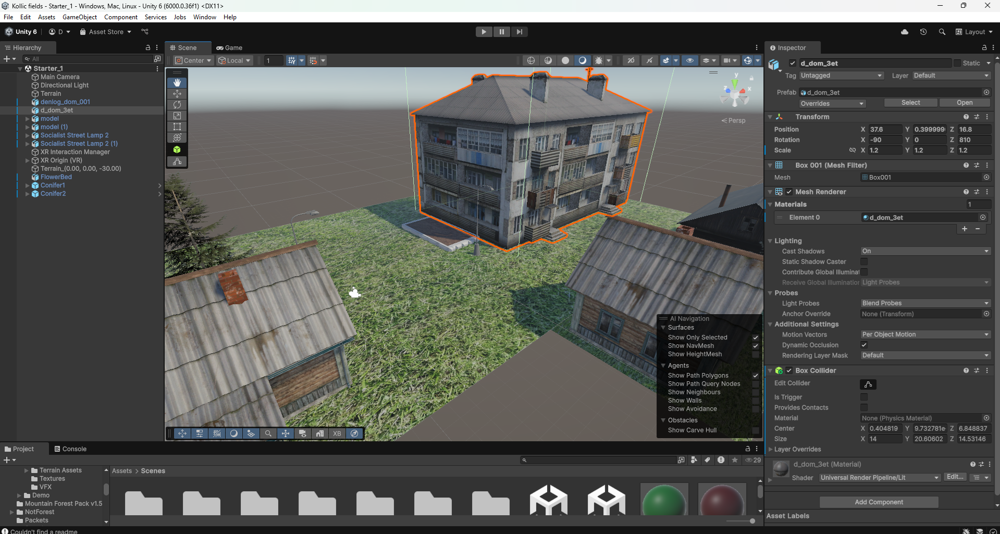 Kollic fields - Starter_1 - Windows, Mac, Linux - Unity 6 (6000.0.36f1) <DX11>
File Edit Assets GameObject Component Services Jobs Window Help
Unity 6 D Asset Store Layout
Hierarchy
All
Starter_1
Main Camera
Directional Light
Terrain
denlog_dom_001
d_dom_3et
model
model (1)
Socialist Street Lamp 2
Socialist Street Lamp 2 (1)
XR Interaction Manager
XR Origin (VR)
Terrain_(0.00, 0.00, -30.00)
FlowerBed
Conifer1
Conifer2
Scene Game
Center Local 1 2D
y
z x
Persp
AI Navigation
Surfaces
Show Only Selected
Show NavMesh
Show HeightMesh
Agents
Show Path Polygons
Show Path Query Nodes
Show Neighbours
Show Walls
Show Avoidance
Obstacles
Show Carve Hull
XB
Inspector
d_dom_3et Static
Tag Untagged Layer Default
Prefab d_dom_3et
Overrides Select Open
Transform
Position X 37.6 Y 0.399999 Z 16.8
Rotation X -90 Y 0 Z 810
Scale X 1.2 Y 1.2 Z 1.2
Box 001 (Mesh Filter)
Mesh Box001
Mesh Renderer
Materials 1
Element 0 d_dom_3et
Lighting
Cast Shadows On
Static Shadow Caster
Contribute Global Illuminat
Receive Global Illumination Light Probes
Probes
Light Probes Blend Probes
Anchor Override None (Transform)
Additional Settings
Motion Vectors Per Object Motion
Dynamic Occlusion
Rendering Layer Mask Default
Box Collider
Edit Collider
Is Trigger
Provides Contacts
Material None (Physics Material)
Center X 0.404819 Y 9.732781e- Z 6.848837
Size X 14 Y 20.60602 Z 14.53146
Layer Overrides
d_dom_3et (Material)
Shader Universal Render Pipeline/Lit Edit...
Add Component
Asset Labels
Project Console
29
Terrain Assets
Textures
VFX
Demo
Mountain Forest Pack v1.5
NotForest
Packets
Assets > Scenes
Couldn't find a readme